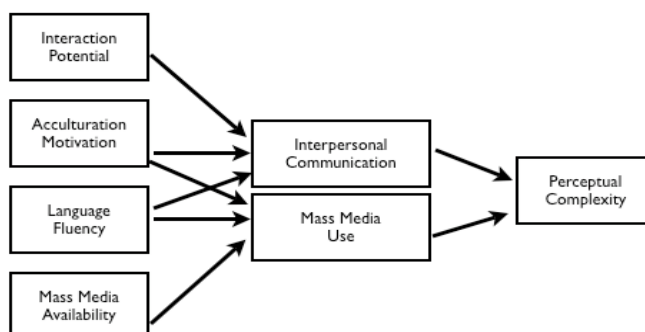 Interaction
Potential
Acculturation
Motivation
Language
Fluency
Mass Media
Availability
Interpersonal
Communication
Mass Media
Use
Perceptual
Complexity